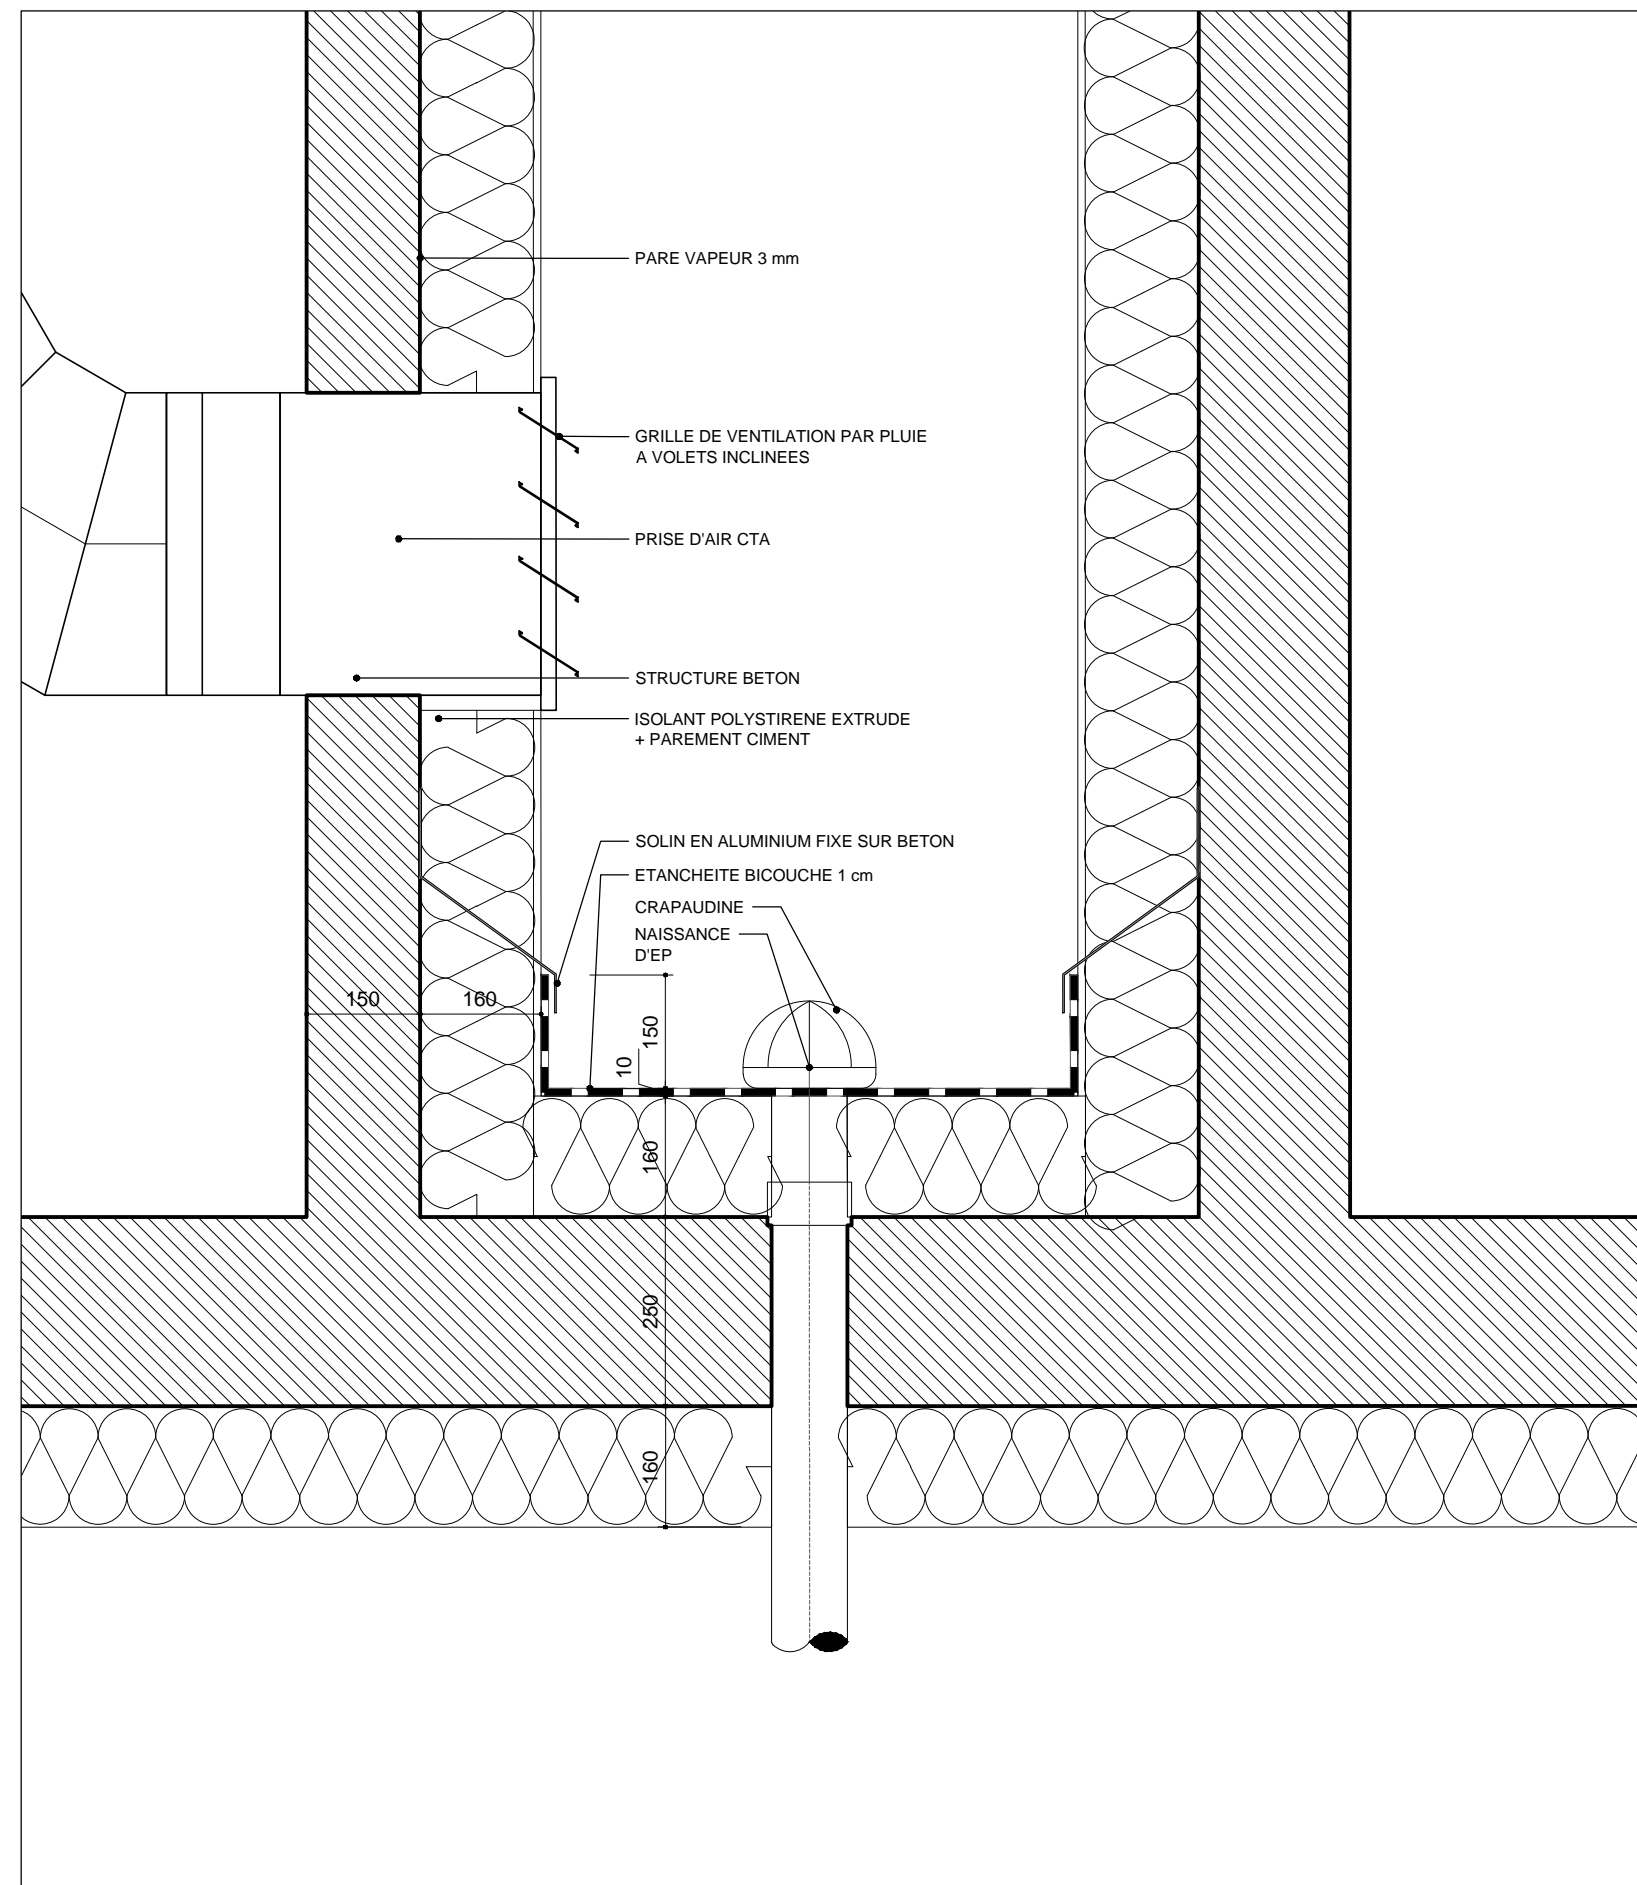 PARE VAPEUR 3 mm
GRILLE DE VENTILATION PAR PLUIE
A VOLETS INCLINEES
PRISE D'AIR CTA
STRUCTURE BETON
ISOLANT POLYSTIRENE EXTRUDE
+ PAREMENT CIMENT
SOLIN EN ALUMINIUM FIXE SUR BETON
ETANCHEITE BICOUCHE 1 cm
CRAPAUDINE
NAISSANCE
D'EP
150
160
150
10
160
250
160